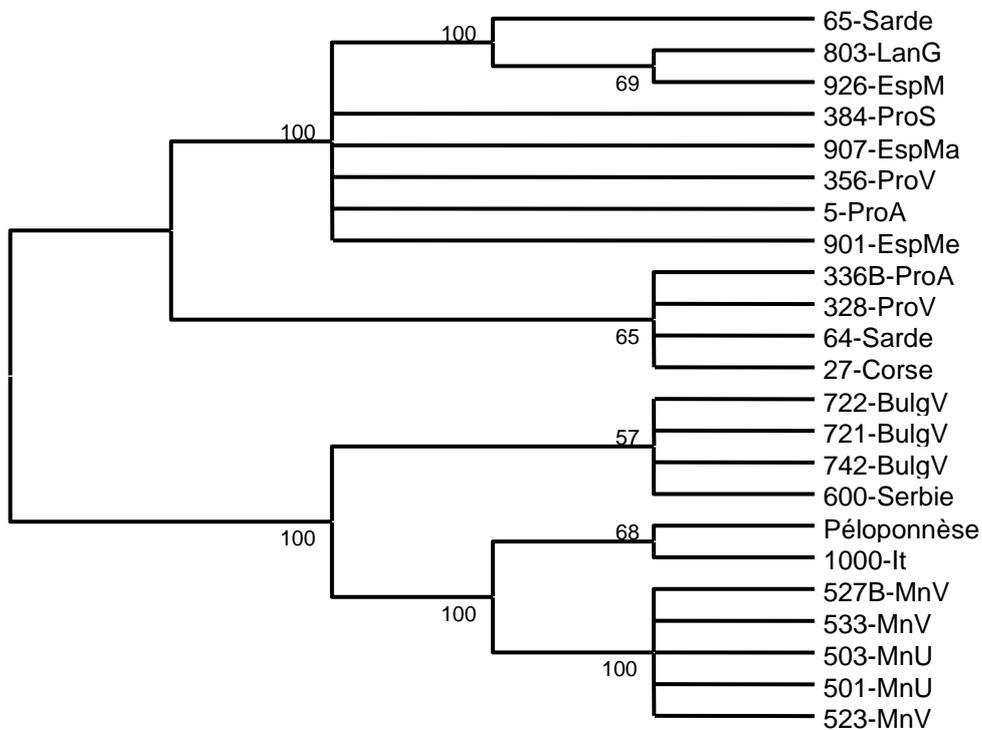 65-Sarde
100
803-LanG
69
926-EspM
384-ProS
100
907-EspMa
356-ProV
5-ProA
901-EspMe
336B-ProA
328-ProV
65
64-Sarde
27-Corse
722-BulgV
57
721-BulgV
742-BulgV
600-Serbie
68
Péloponnèse
100
1000-It
527B-MnV
100
533-MnV
503-MnU
100
501-MnU
523-MnV